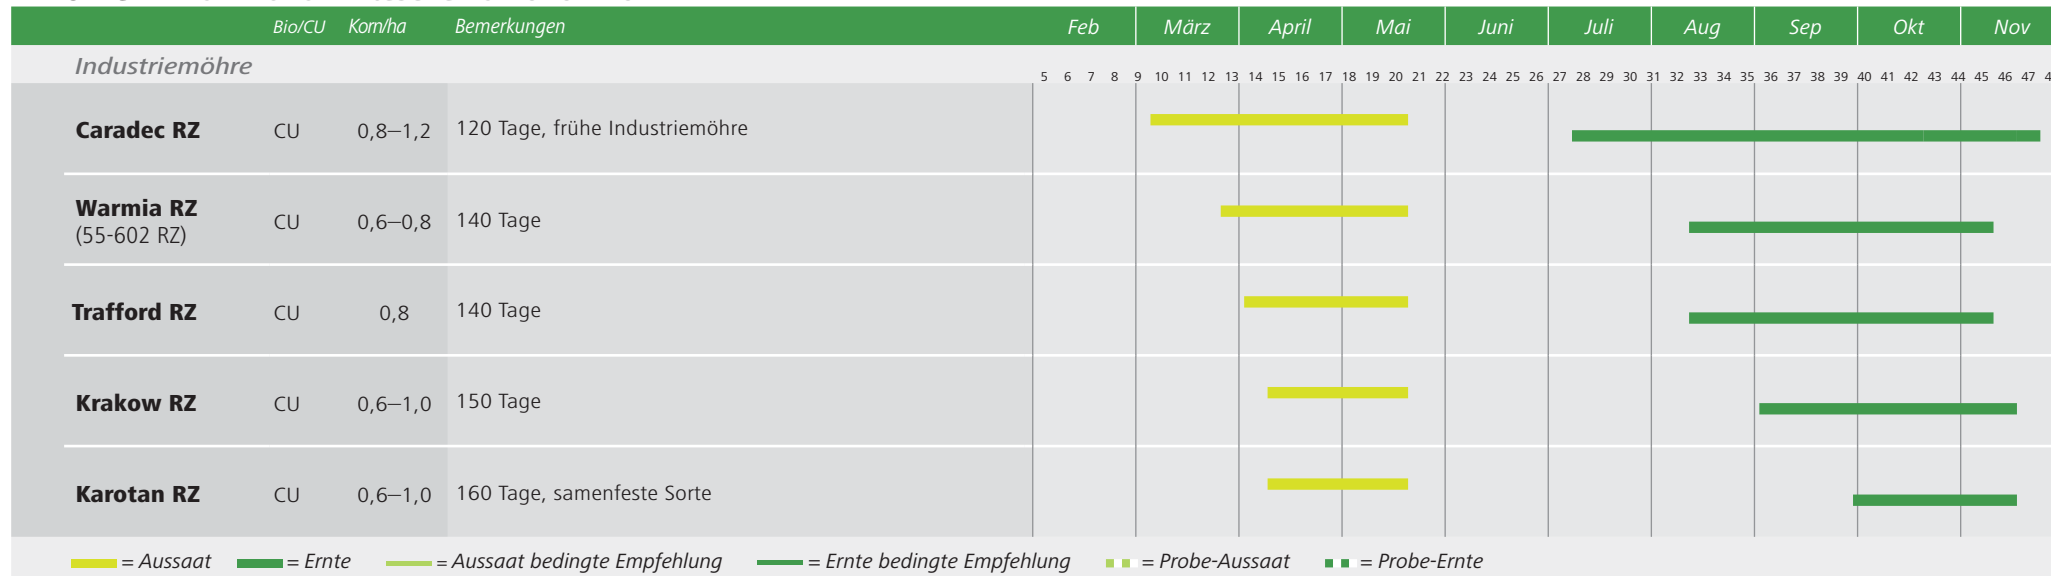 Bio/CU Korn/ha Bemerkungen Feb März April Mai Juni Juli Aug Sep Okt Nov
Industriemöhre
5 6 7 8 9 10 11 12 13 14 15 16 17 18 19 20 21 22 23 24 25 26 27 28 29 30 31 32 33 34 35 36 37 38 39 40 41 42 43 44 45 46 47
Caradec RZ CU 0,8–1,2 120 Tage, frühe Industriemöhre
Warmia RZ
(55-602 RZ) CU 0,6–0,8 140 Tage
Trafford RZ CU 0,8 140 Tage
Krakow RZ CU 0,6–1,0 150 Tage
Karotan RZ CU 0,6–1,0 160 Tage, samenfeste Sorte
= Aussaat = Ernte = Aussaat bedingte Empfehlung = Ernte bedingte Empfehlung = Probe-Aussaat = Probe-Ernte